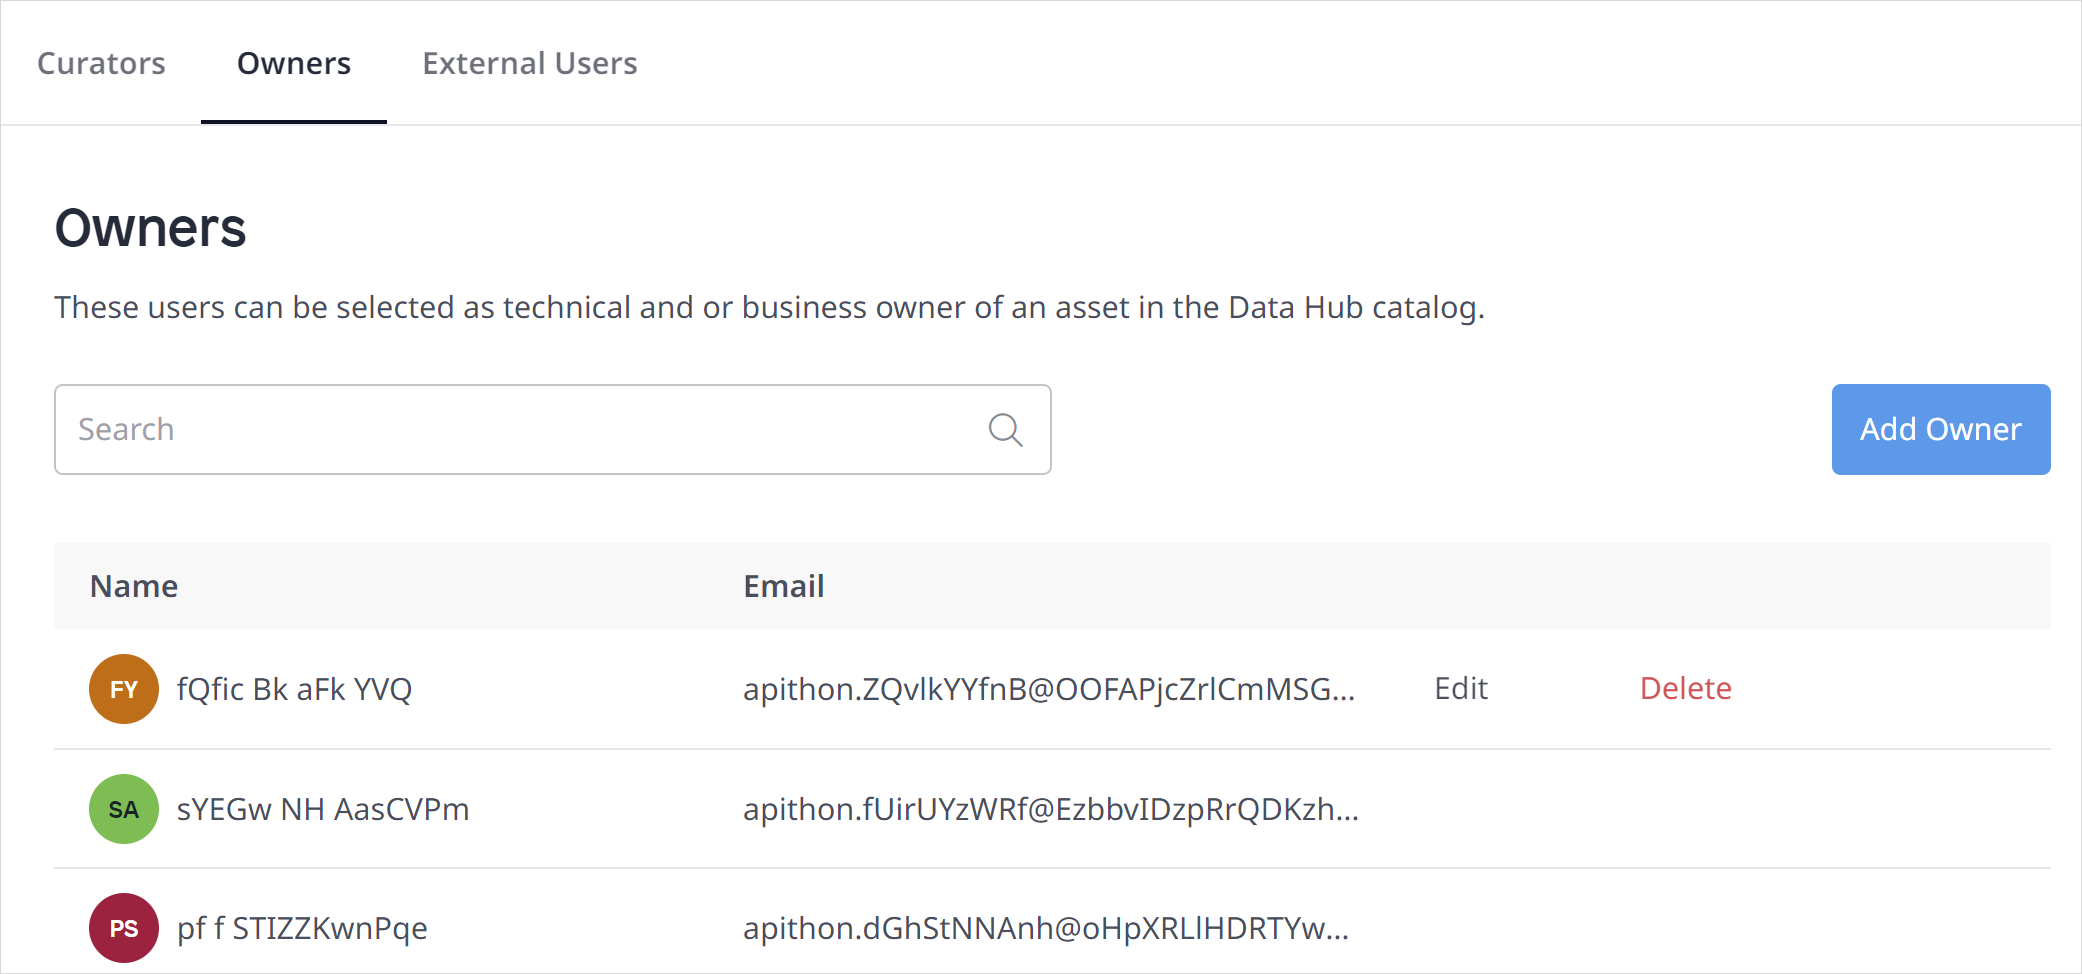 Curators Owners External Users
Owners
These users can be selected as technical and or business owner of an asset in the Data Hub catalog.
Search Add Owner
Name Email
FY fQfic Bk aFk YVQ apithon.ZQvlkYYfnB@OOFAPjcZrlCmMSG... Edit Delete
SA sYEGw NH AasCVPm apithon.fUirUYzWRf@EzbbvIDzpRrQDKzh...
PS pf f STIZZKwnPqe apithon.dGhStNNAnh@oHpXRLlHDRTYw...